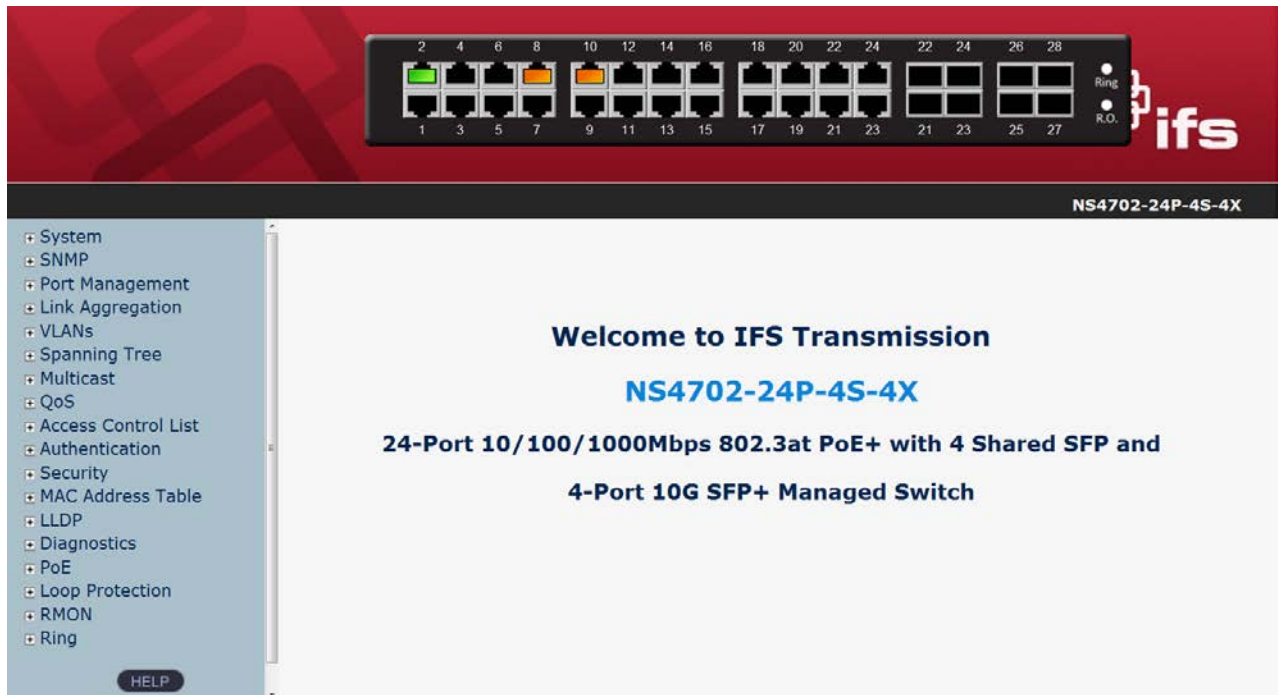 2 4 6 8 10 12 14 16 18 20 22 24 22 24 26 28
Ring
R.O.
1 3 5 7 9 11 13 15 17 19 21 23 21 23 25 27
ifs
NS4702-24P-4S-4X
System
SNMP
Port Management
Link Aggregation
VLANs
Spanning Tree
Multicast
QoS
Access Control List
Authentication
Security
MAC Address Table
LLDP
Diagnostics
PoE
Loop Protection
RMON
Ring
HELP
Welcome to IFS Transmission
NS4702-24P-4S-4X
24-Port 10/100/1000Mbps 802.3at PoE+ with 4 Shared SFP and
4-Port 10G SFP+ Managed Switch